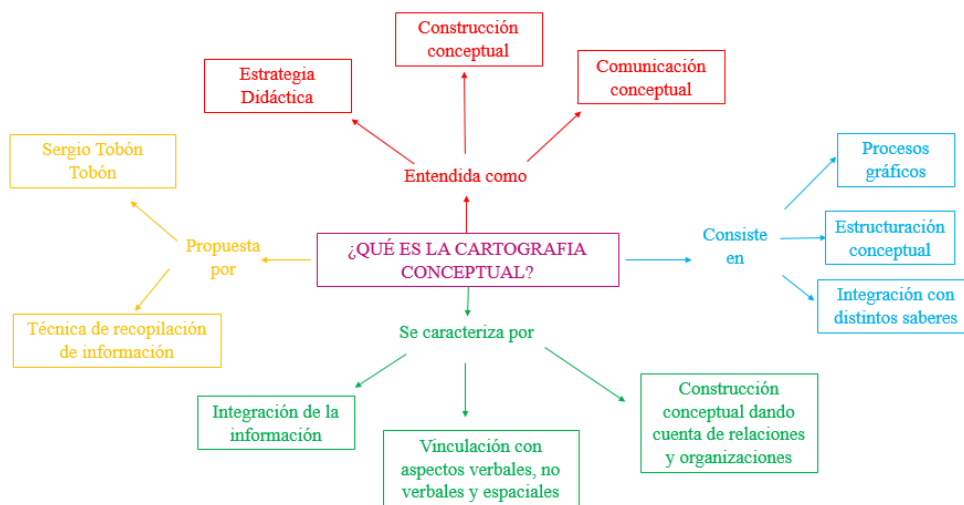 Construcción
conceptual
Estrategia
Didáctica
Comunicación
conceptual
Sergio Tobón
Tobón
Entendida como
Procesos
gráficos
Propuesta
por
¿QUÉ ES LA CARTOGRAFIA
CONCEPTUAL?
Consiste
en
Estructuración
conceptual
Integración con
distintos saberes
Técnica de recopilación
de información
Se caracteriza por
Integración de la
información
Vinculación con
aspectos verbales, no
verbales y espaciales
Construcción
conceptual dando
cuenta de relaciones
y organizaciones